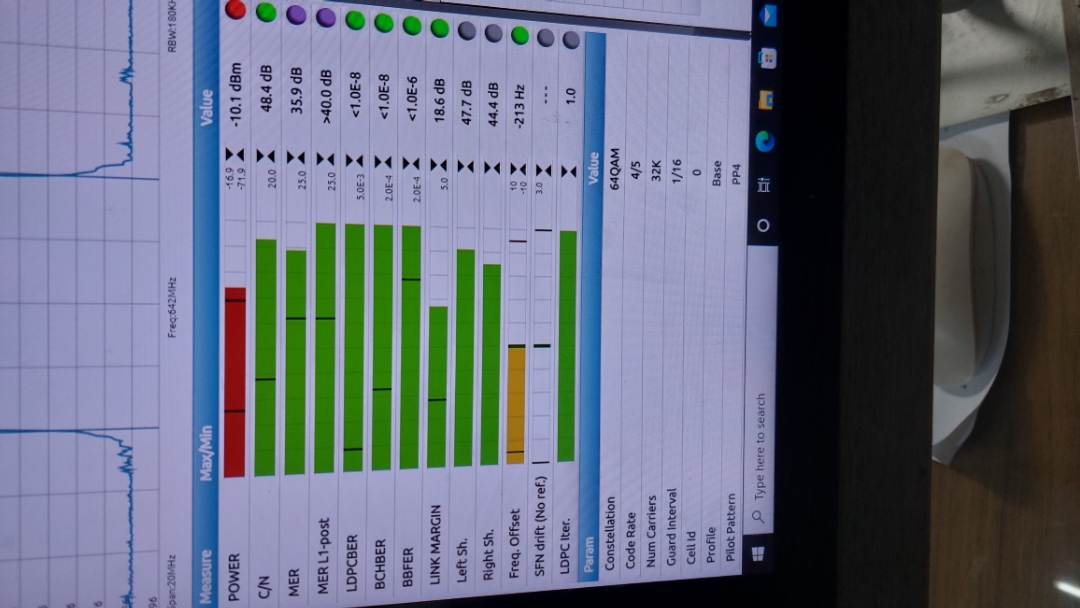 96
Span:20MHz Freq:642MHz
Measure Max/Min Value
POWER -16.9 -71.9 -10.1 dBm
C/N 20.0 48.4 dB
MER 25.0 35.9 dB
MER L1-post 25.0 >40.0 dB
LDPCBER 5.0E-3 <1.0E-8
BCHBER 2.0E-4 <1.0E-8
BBFER 2.0E-4 <1.0E-6
LINK MARGIN 5.0 18.6 dB
Left Sh. 47.7 dB
Right Sh. 44.4 dB
Freq. Offset 10 -10 -213 Hz
SFN drift (No ref.) 3.0 ---
LDPC Iter. 1.0
Param Value
Constellation 64QAM
Code Rate 4/5
Num Carriers 32K
Guard Interval 1/16
Cell Id 0
Profile Base
Pilot Pattern PP4
Type here to search